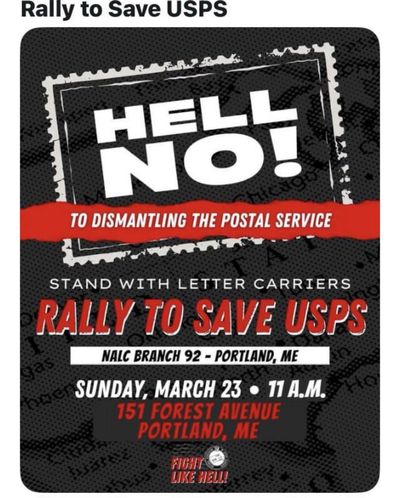 Rally to Save USPS
HELL
NO!
TO DISMANTLING THE POSTAL SERVICE
STAND WITH LETTER CARRIERS
RALLY TO SAVE USPS
NALC BRANCH 92 - PORTLAND, ME
SUNDAY, MARCH 23 • 11 A.M.
151 FOREST AVENUE
PORTLAND, ME
FIGHT
LIKE HELL!